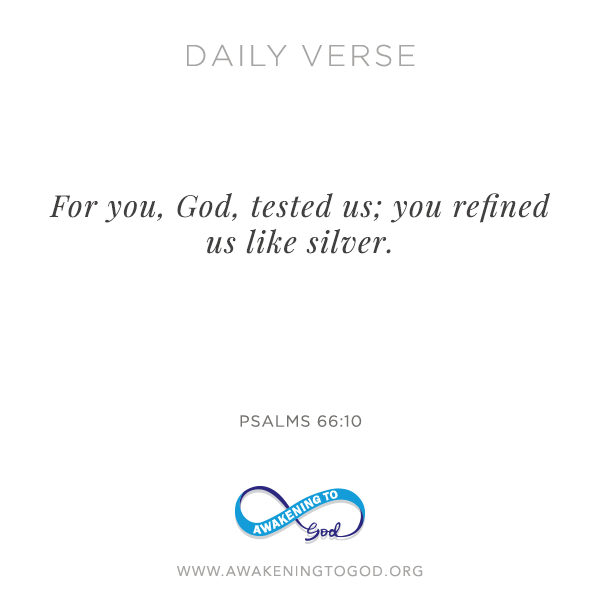 DAILY VERSE
For you, God, tested us; you refined
us like silver.
PSALMS 66:10
AWAKENING TO
God
WWW.AWAKENINGTOGOD.ORG